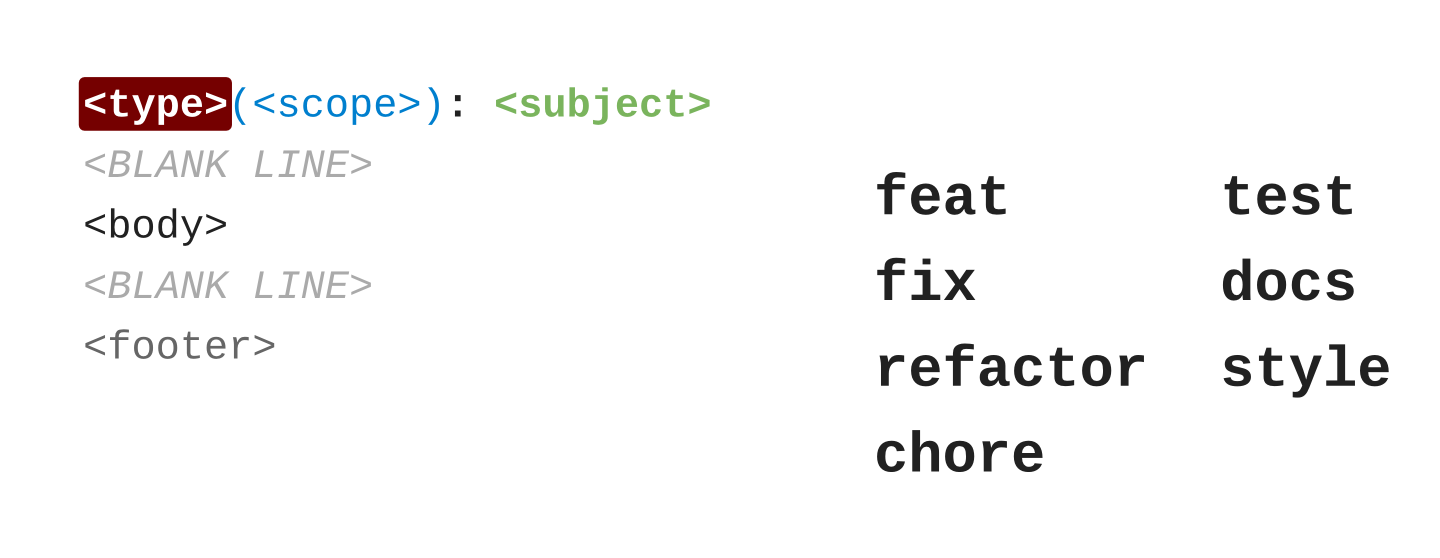 <type>(<scope>): <subject>
<BLANK LINE>
<body>
<BLANK LINE>
<footer>
feat
fix
refactor
chore
test
docs
style